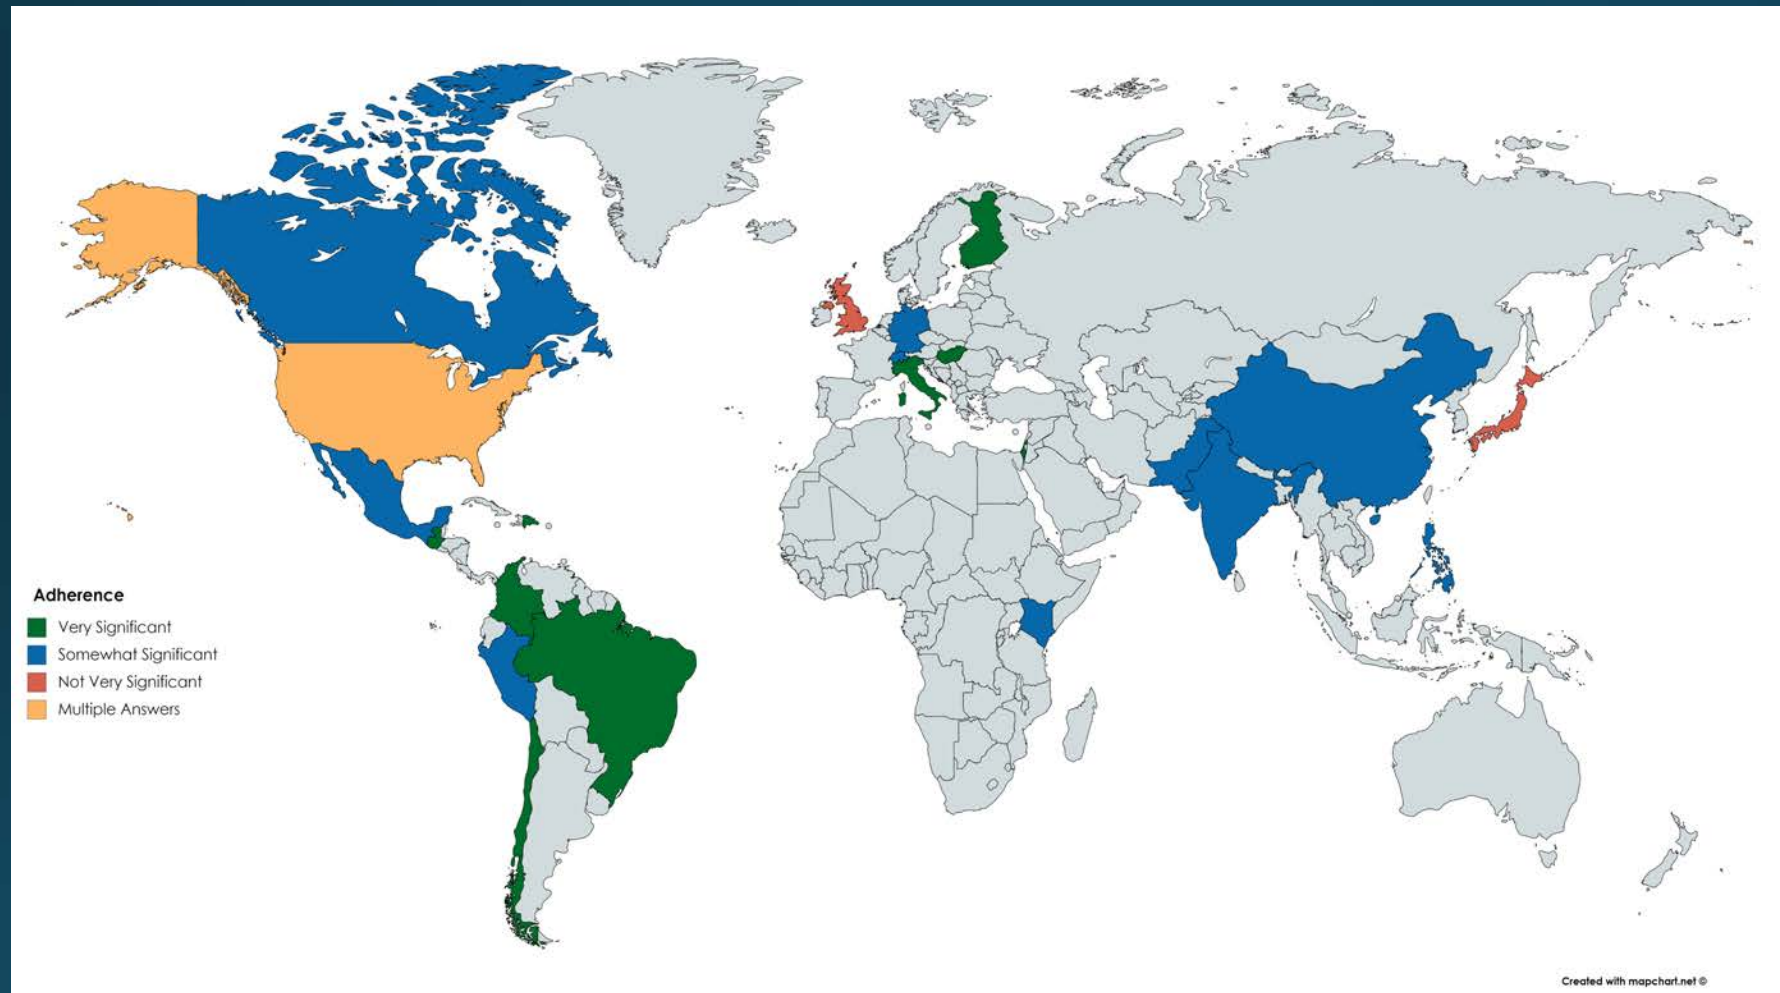 Adherence
Very Significant
Somewhat Significant
Not Very Significant
Multiple Answers
Created with mapchart.net ©